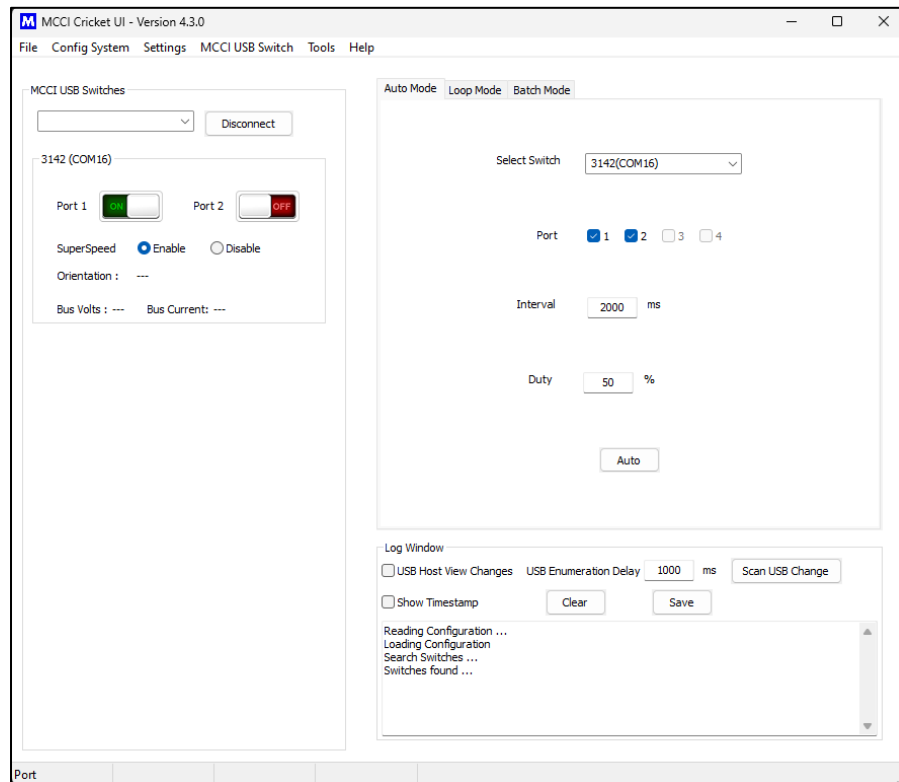 M MCCI Cricket UI - Version 4.3.0
File Config System Settings MCCI USB Switch Tools Help
MCCI USB Switches
Disconnect
3142 (COM16)
Port 1 ON Port 2 OFF
SuperSpeed Enable Disable
Orientation : ---
Bus Volts : --- Bus Current: ---
Auto Mode Loop Mode Batch Mode
Select Switch 3142(COM16)
Port 1 2 3 4
Interval 2000 ms
Duty 50 %
Auto
Log Window
USB Host View Changes USB Enumeration Delay 1000 ms Scan USB Change
Show Timestamp Clear Save
Reading Configuration ...
Loading Configuration
Search Switches ...
Switches found ...
Port